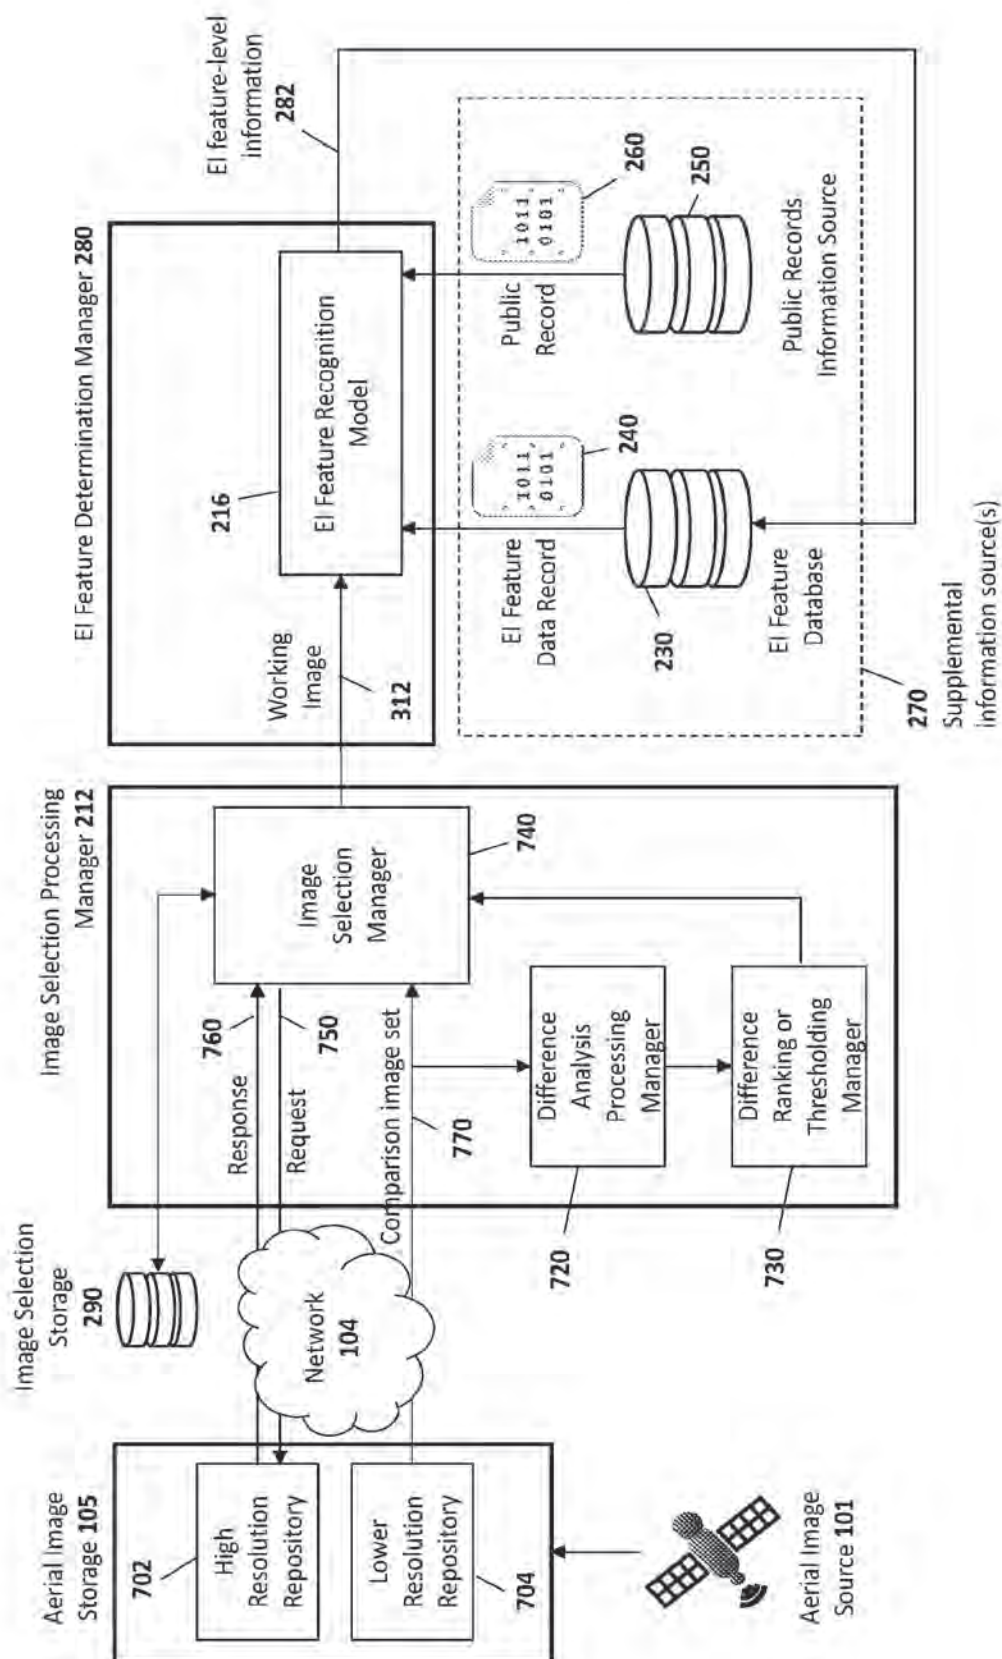 Aerial Image
Storage 105
702
High
Resolution
Repository
Lower
Resolution
Repository
704
Aerial Image
Source 101
Image Selection
Storage
290
Network
104
Image Selection Processing
Manager 212
Response
760
Request
750
Comparison image set
770
Image
Selection
Manager
740
Difference
Analysis
Processing
Manager
720
Difference
Ranking or
Thresholding
Manager
730
EI Feature Determination Manager 280
Working
Image
312
216
EI Feature Recognition
Model
EI feature-level
information
282
EI Feature
Data Record
1011
0101
240
Public
Record
1011
0101
260
230
EI Feature
Database
250
Public Records
Information Source
270
Supplemental
information source(s)